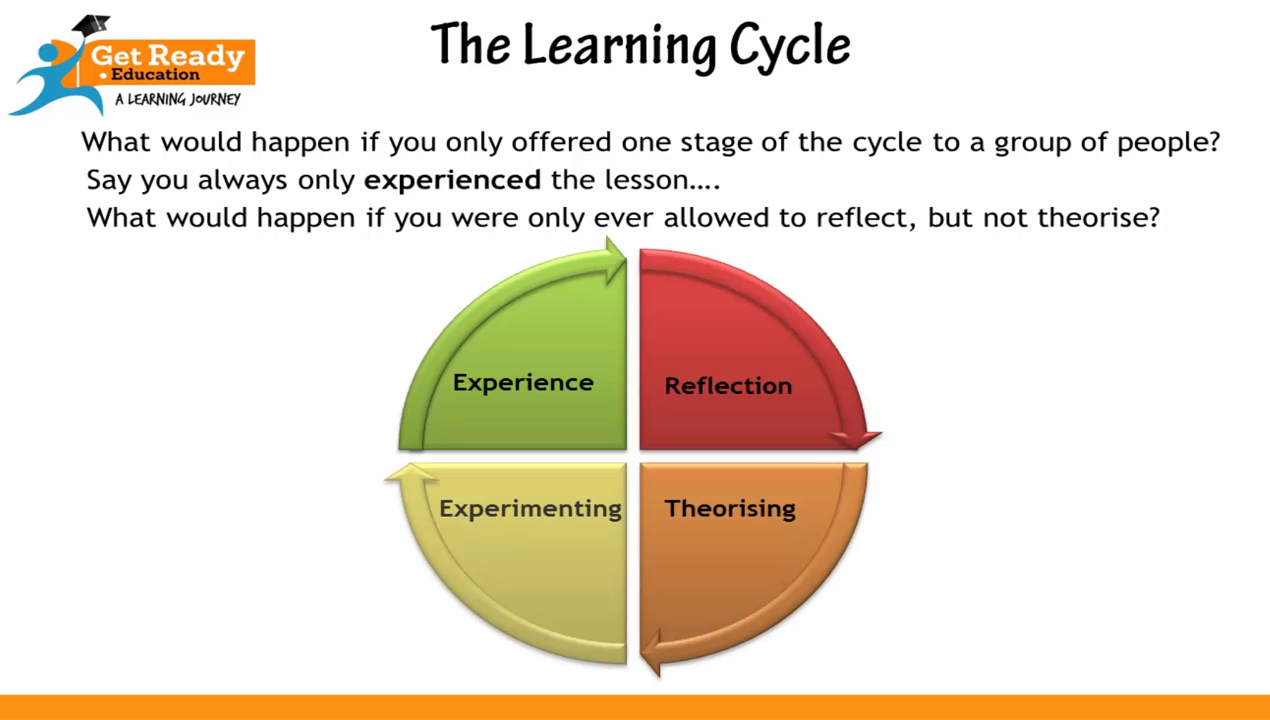 The Learning Cycle
Get Ready
• Education
A LEARNING JOURNEY
What would happen if you only offered one stage of the cycle to a group of people?
Say you always only experienced the lesson....
What would happen if you were only ever allowed to reflect, but not theorise?
Experience
Reflection
Experimenting
Theorising